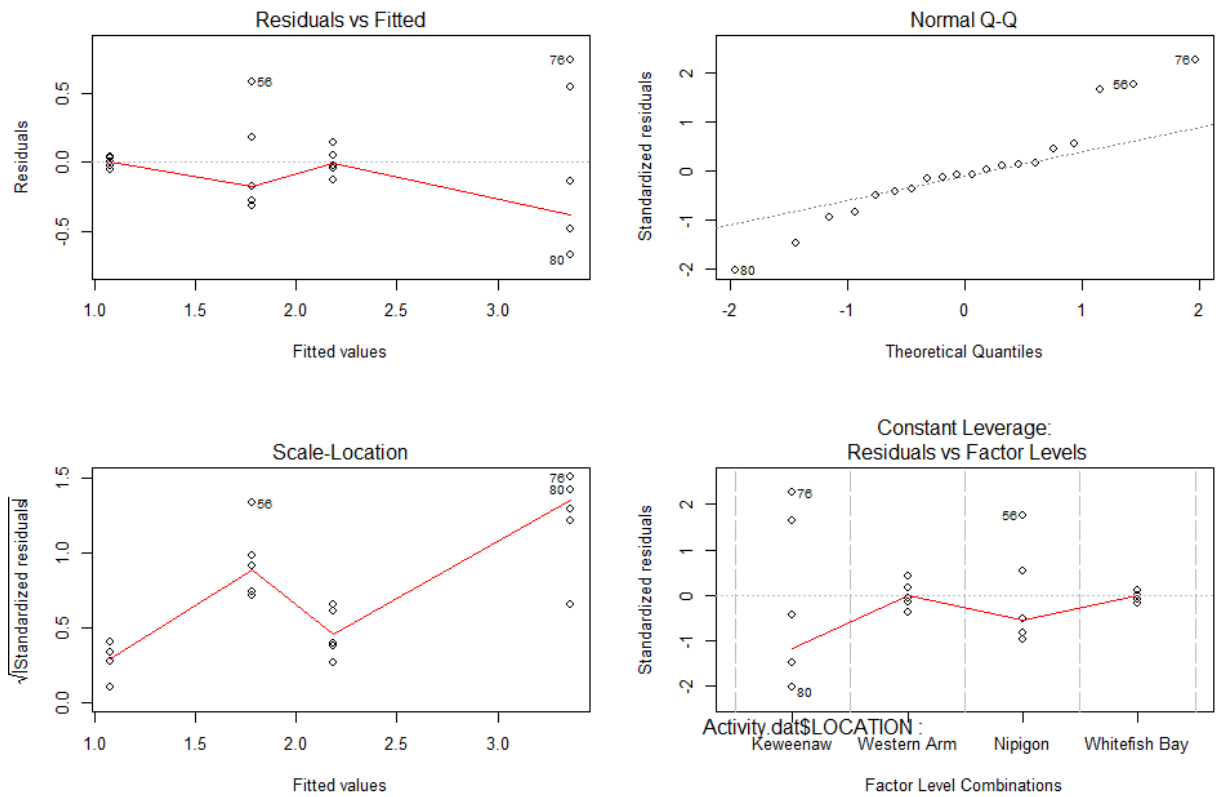 Residuals vs Fitted
Residuals
0.5
0.0
-0.5
56
76
80
1.0 1.5 2.0 2.5 3.0
Fitted values
Normal Q-Q
Standardized residuals
2
1
0
-1
-2
76
56
80
-2 -1 0 1 2
Theoretical Quantiles
Scale-Location
√|Standardized residuals|
1.5
1.0
0.5
0.0
56
76
80
1.0 1.5 2.0 2.5 3.0
Fitted values
Constant Leverage:
Residuals vs Factor Levels
Standardized residuals
2
1
0
-1
-2
76
56
80
Activity.dat$LOCATION :
Keweenaw Western Arm Nipigon Whitefish Bay
Factor Level Combinations